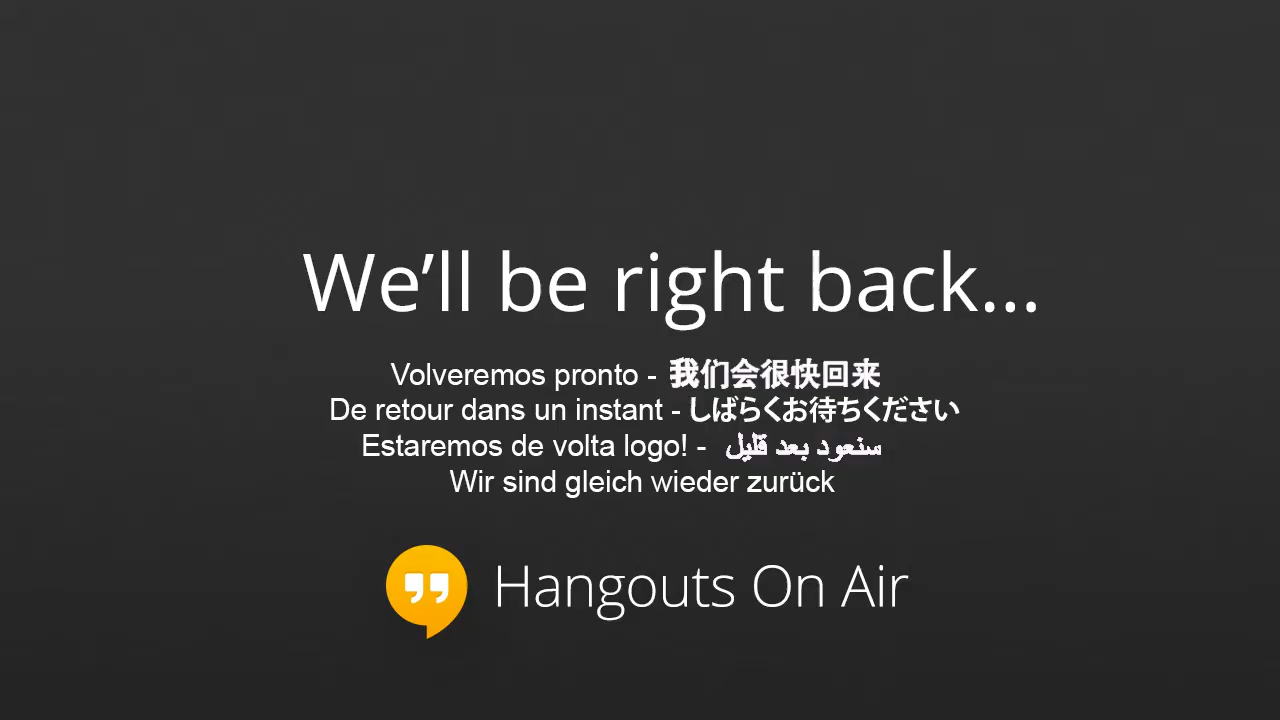 We’ll be right back...
Volveremos pronto - 我们会很快回来
De retour dans un instant - しばらくお待ちください
Estaremos de volta logo! - سنعود بعد قليل
Wir sind gleich wieder zurück
Hangouts On Air